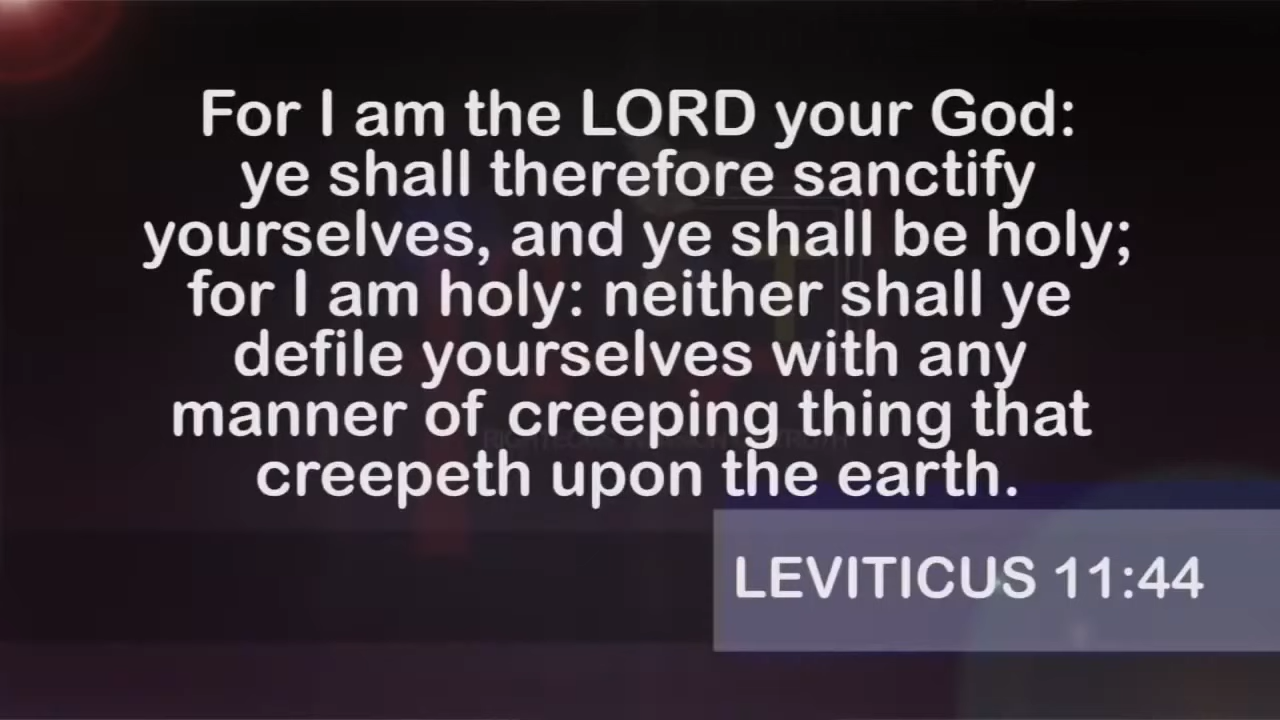 For I am the LORD your God:
ye shall therefore sanctify
yourselves, and ye shall be holy;
for I am holy: neither shall ye
defile yourselves with any
manner of creeping thing that
creepeth upon the earth.
LEVITICUS 11:44